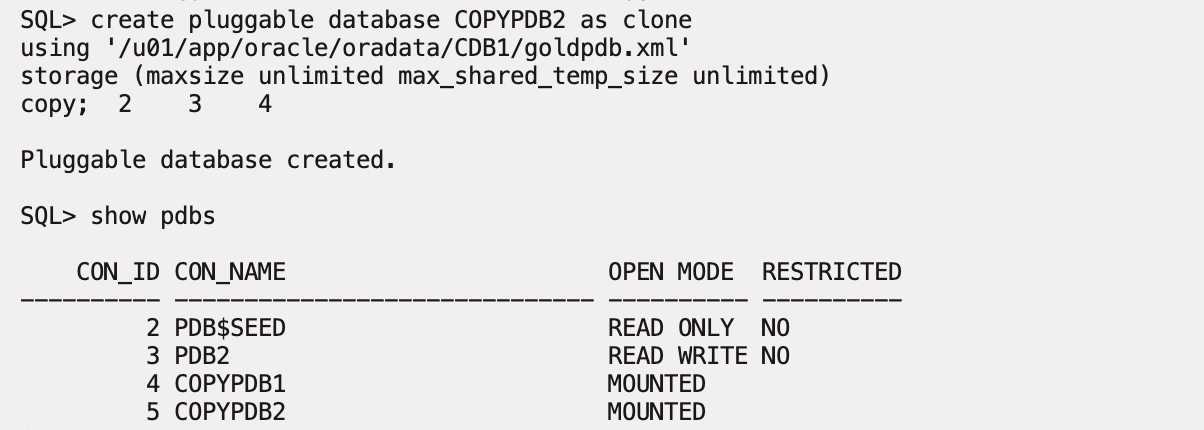 SQL> create pluggable database COPYPDB2 as clone
using '/u01/app/oracle/oradata/CDB1/goldpdb.xml'
storage (maxsize unlimited max_shared_temp_size unlimited)
copy;  2    3    4

Pluggable database created.

SQL> show pdbs

    CON_ID CON_NAME                       OPEN MODE  RESTRICTED
---------- ------------------------------ ---------- ----------
         2 PDB$SEED                       READ ONLY  NO
         3 PDB2                           READ WRITE NO
         4 COPYPDB1                       MOUNTED
         5 COPYPDB2                       MOUNTED